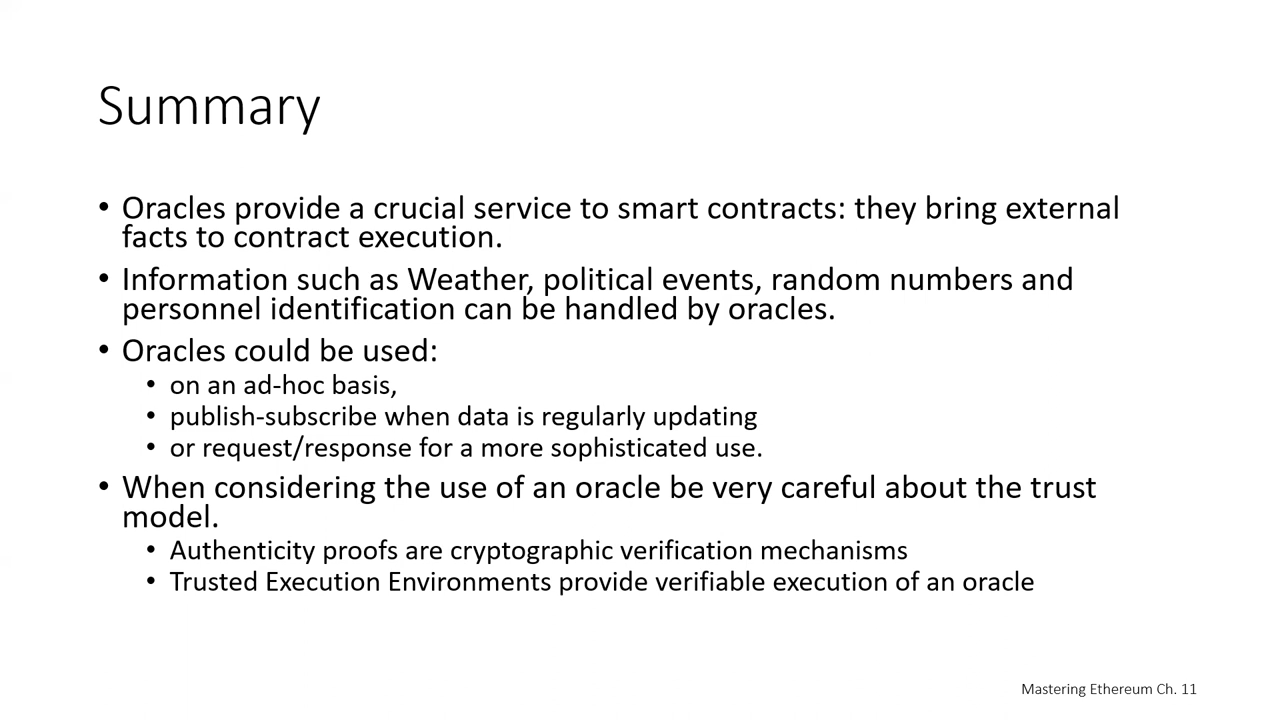 Summary
• Oracles provide a crucial service to smart contracts: they bring external
facts to contract execution.
• Information such as Weather, political events, random numbers and
personnel identification can be handled by oracles.
• Oracles could be used:
• on an ad-hoc basis,
• publish-subscribe when data is regularly updating
• or request/response for a more sophisticated use.
• When considering the use of an oracle be very careful about the trust
model.
• Authenticity proofs are cryptographic verification mechanisms
• Trusted Execution Environments provide verifiable execution of an oracle
Mastering Ethereum Ch. 11